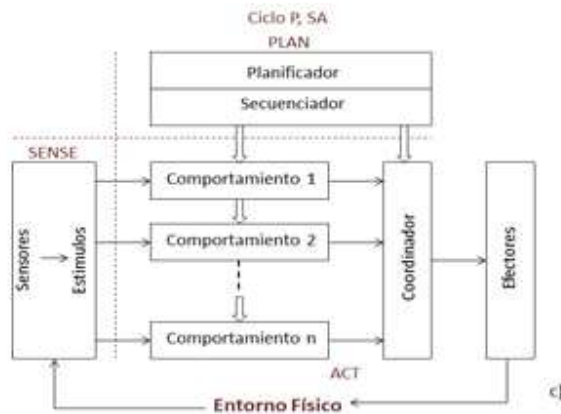 Ciclo P, SA
PLAN
Planificador
Secuenciador
SENSE
Sensores
Estímulos
Comportamiento 1
Comportamiento 2
Comportamiento n
Coordinador
Efectores
ACT
Entorno Físico
c)